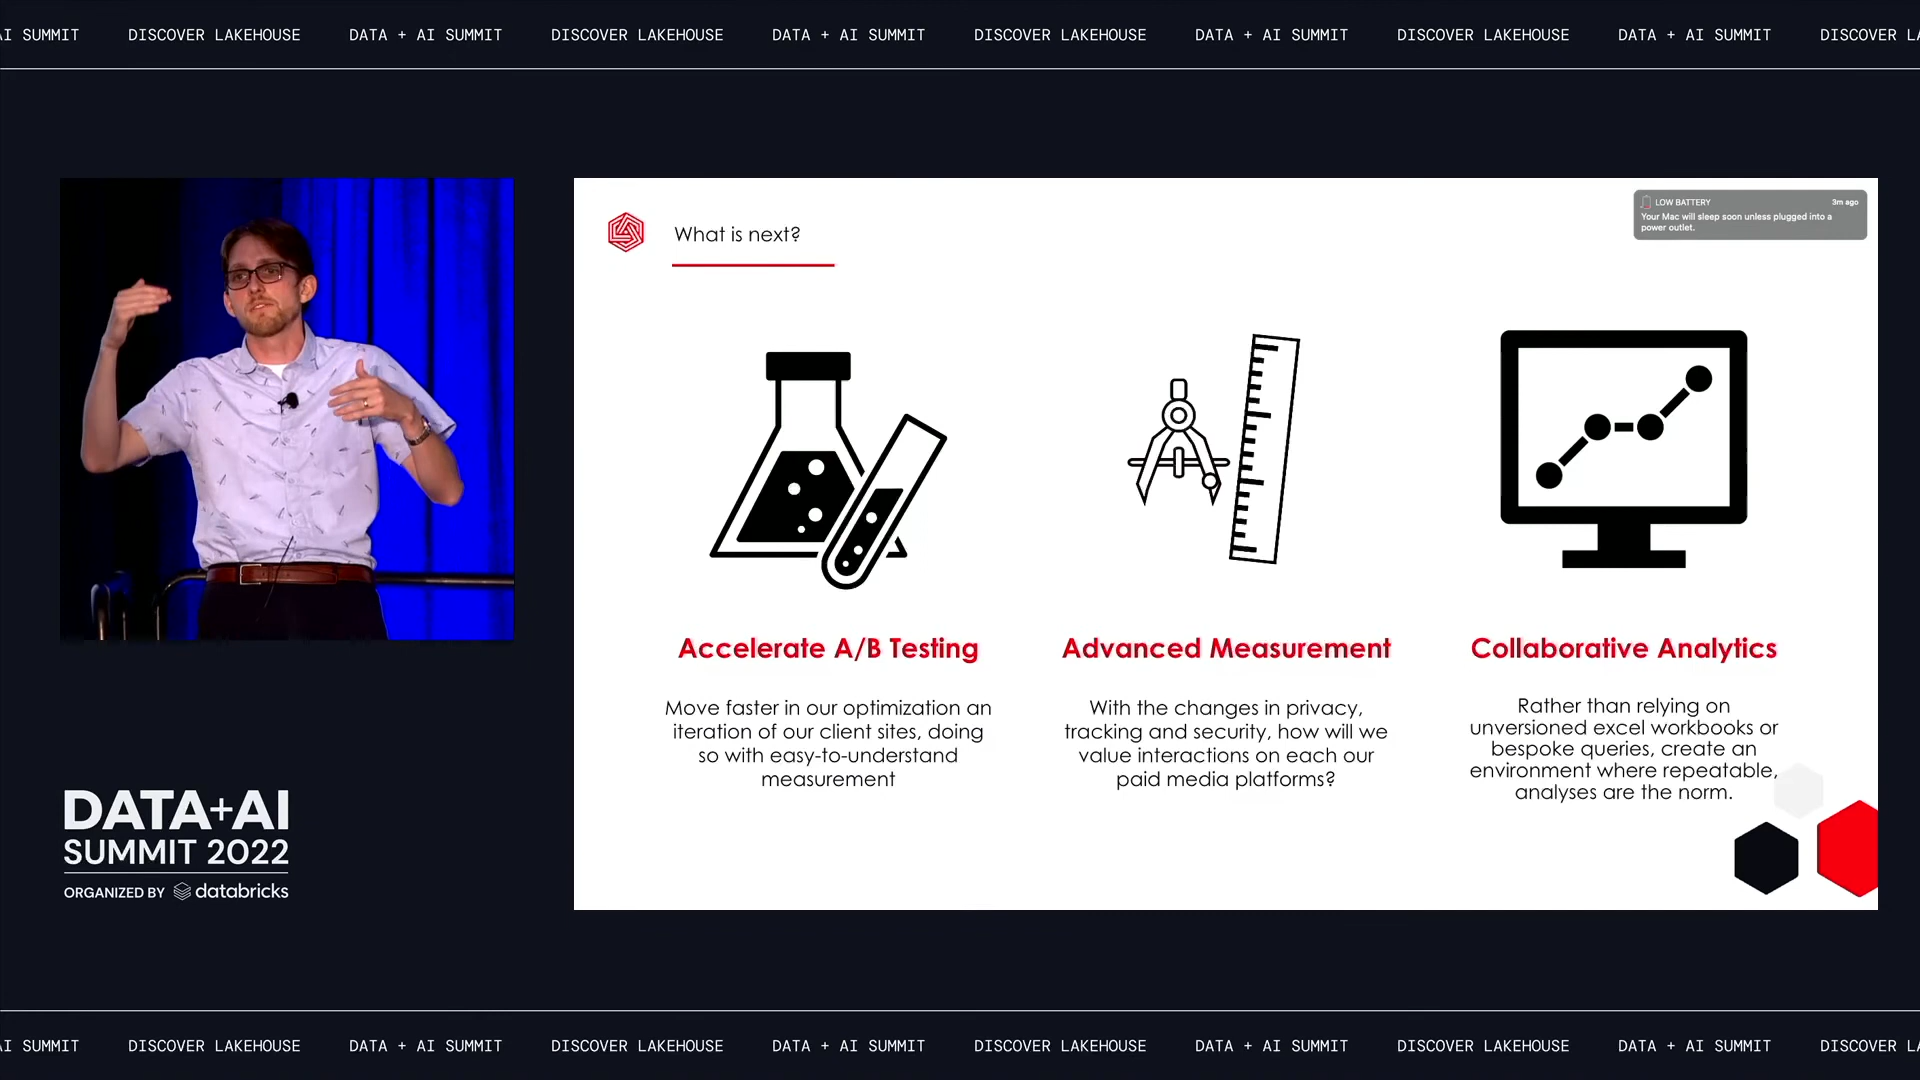 AI SUMMIT DISCOVER LAKEHOUSE DATA + AI SUMMIT DISCOVER LAKEHOUSE DATA + AI SUMMIT DISCOVER LAKEHOUSE DATA + AI SUMMIT DISCOVER LAKEHOUSE DATA + AI SUMMIT DISCOVER LA
What is next?
LOW BATTERY 3m ago
Your Mac will sleep soon unless plugged into a
power outlet.
Accelerate A/B Testing
Move faster in our optimization an
iteration of our client sites, doing
so with easy-to-understand
measurement
Advanced Measurement
With the changes in privacy,
tracking and security, how will we
value interactions on each our
paid media platforms?
Collaborative Analytics
Rather than relying on
unversioned excel workbooks or
bespoke queries, create an
environment where repeatable,
analyses are the norm.
DATA+AI
SUMMIT 2022
ORGANIZED BY databricks
AI SUMMIT DISCOVER LAKEHOUSE DATA + AI SUMMIT DISCOVER LAKEHOUSE DATA + AI SUMMIT DISCOVER LAKEHOUSE DATA + AI SUMMIT DISCOVER LAKEHOUSE DATA + AI SUMMIT DISCOVER LA